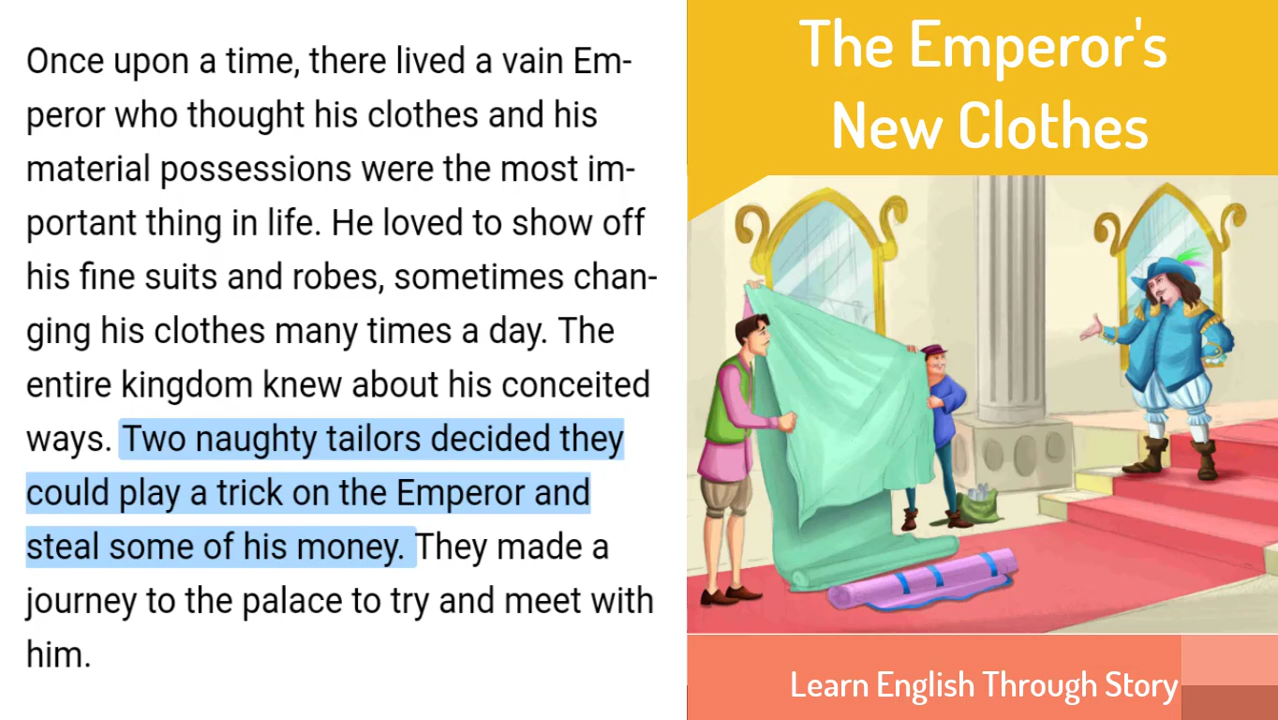 Once upon a time, there lived a vain Em-
peror who thought his clothes and his
material possessions were the most im-
portant thing in life. He loved to show off
his fine suits and robes, sometimes chan-
ging his clothes many times a day. The
entire kingdom knew about his conceited
ways. Two naughty tailors decided they
could play a trick on the Emperor and
steal some of his money. They made a
journey to the palace to try and meet with
him.
The Emperor's
New Clothes
Learn English Through Story